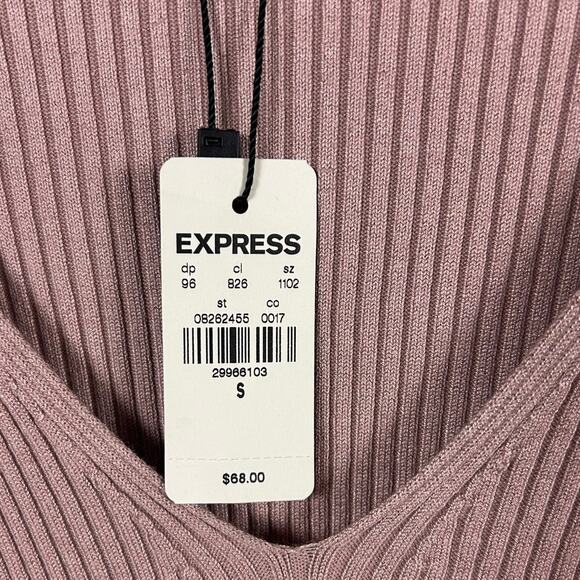 EXPRESS
dp cl sz
96 826 1102
st co
08262455 0017
29966103
S
$68.00